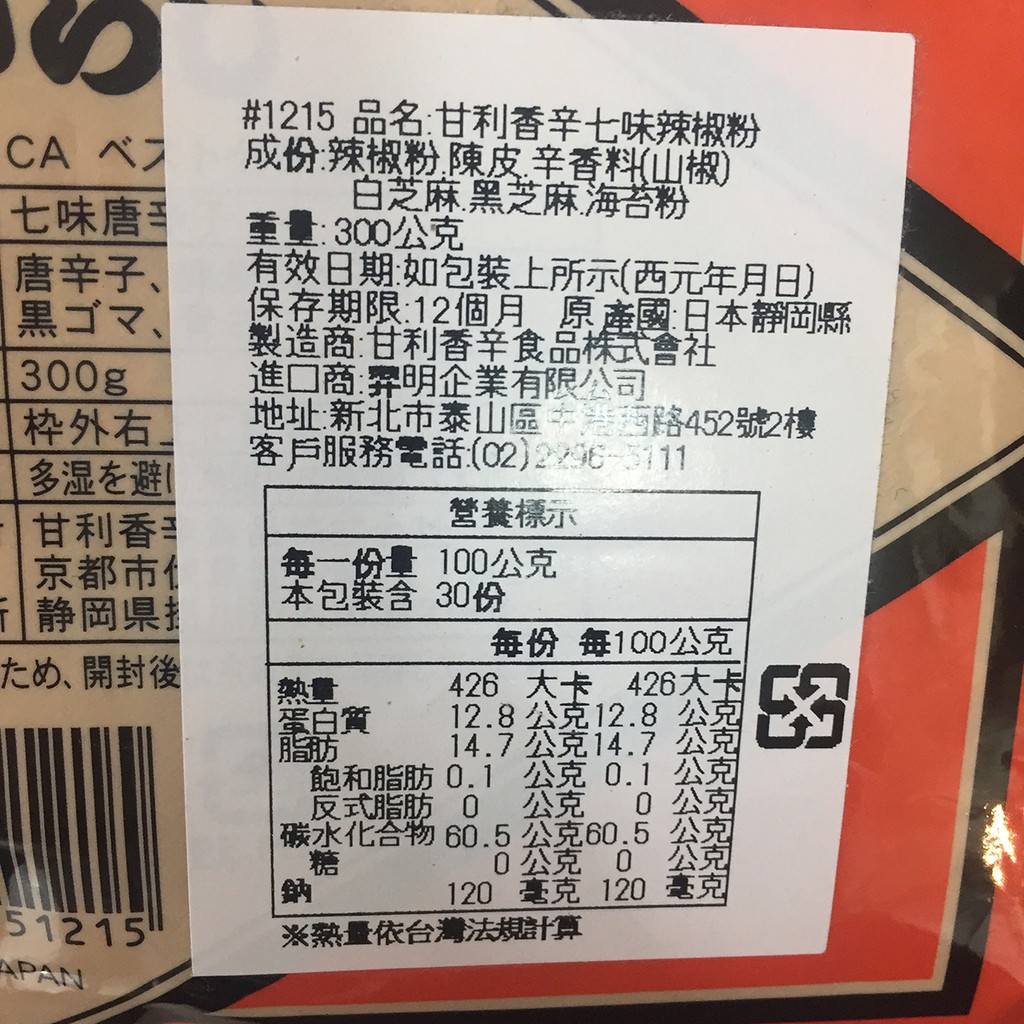 S
CA ベス
七味唐辛
唐辛子、
黒ゴマ、
300g
枠外右
多湿を避け
甘利香辛
京都市
静岡県掛
ため、開封後
51215
APAN
#1215 品名:甘利香辛七味辣椒粉
成份:辣椒粉.陳皮.辛香料(山椒)
白芝麻.黑芝麻.海苔粉
重量:300公克
有效日期:如包裝上所示(西元年月日)
保存期限:12個月 原產國:日本靜岡縣
製造商:甘利香辛食品株式會社
進口商:羿明企業有限公司
地址:新北市泰山區中港西路452號2樓
客戶服務電話:(02)2296-5111
營養標示
每一份量 100公克
本包裝含 30份
每份 每100公克
熱量 426 大卡 426大卡
蛋白質 12.8 公克12.8 公克
脂肪 14.7 公克14.7 公克
飽和脂肪 0.1 公克 0.1 公克
反式脂肪 0 公克 0 公克
碳水化合物 60.5 公克60.5 公克
糖 0 公克 0 公克
鈉 120 毫克 120 毫克
※熱量依台灣法規計算